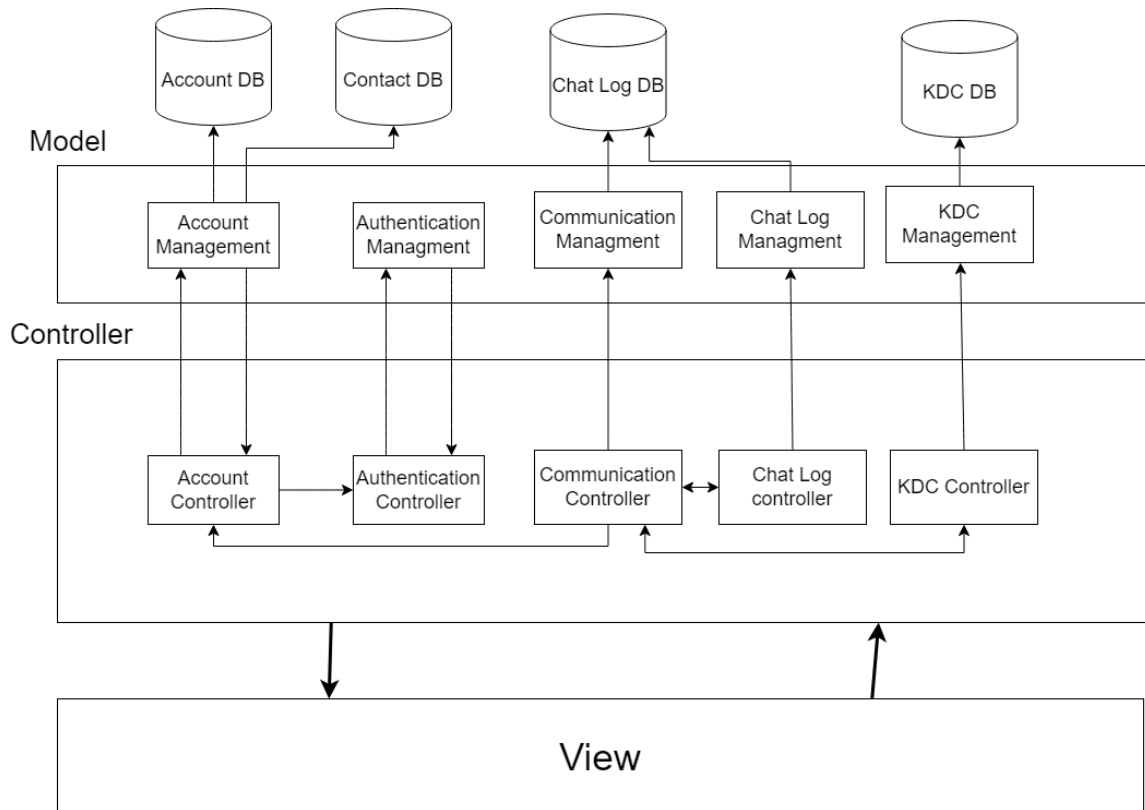 Account DB
Contact DB
Chat Log DB
KDC DB
Model
Account
Management
Authentication
Managment
Communication
Managment
Chat Log
Managment
KDC
Management
Controller
Account
Controller
Authentication
Controller
Communication
Controller
Chat Log
controller
KDC Controller
View